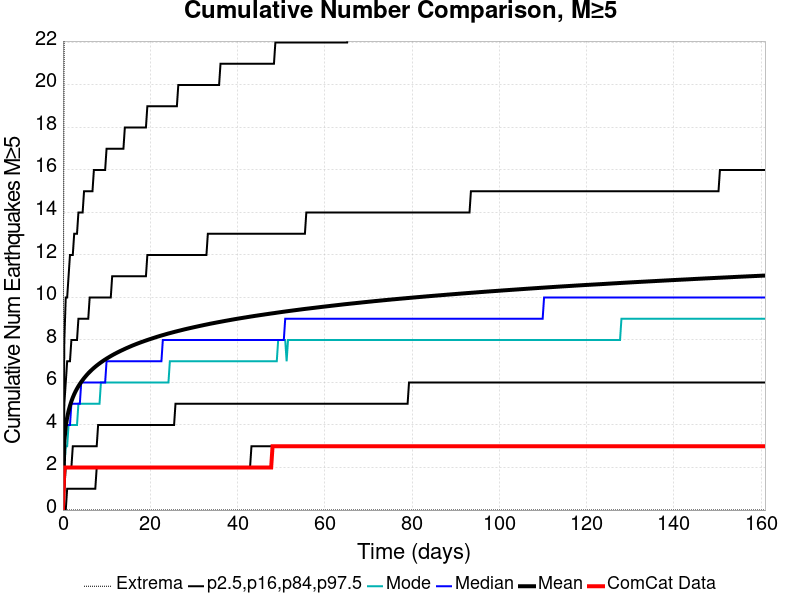 Cumulative Number Comparison, M≥5
Cumulative Num Earthquakes M≥5
22
20
18
16
14
12
10
8
6
4
2
0
0 20 40 60 80 100 120 140 160
Time (days)
Extrema p2.5,p16,p84,p97.5 Mode Median Mean ComCat Data